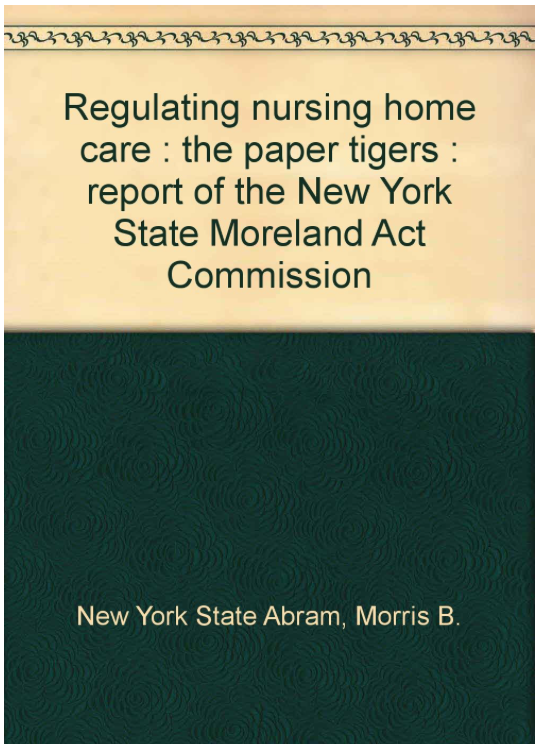 Regulating nursing home
care : the paper tigers :
report of the New York
State Moreland Act
Commission
New York State Abram, Morris B.